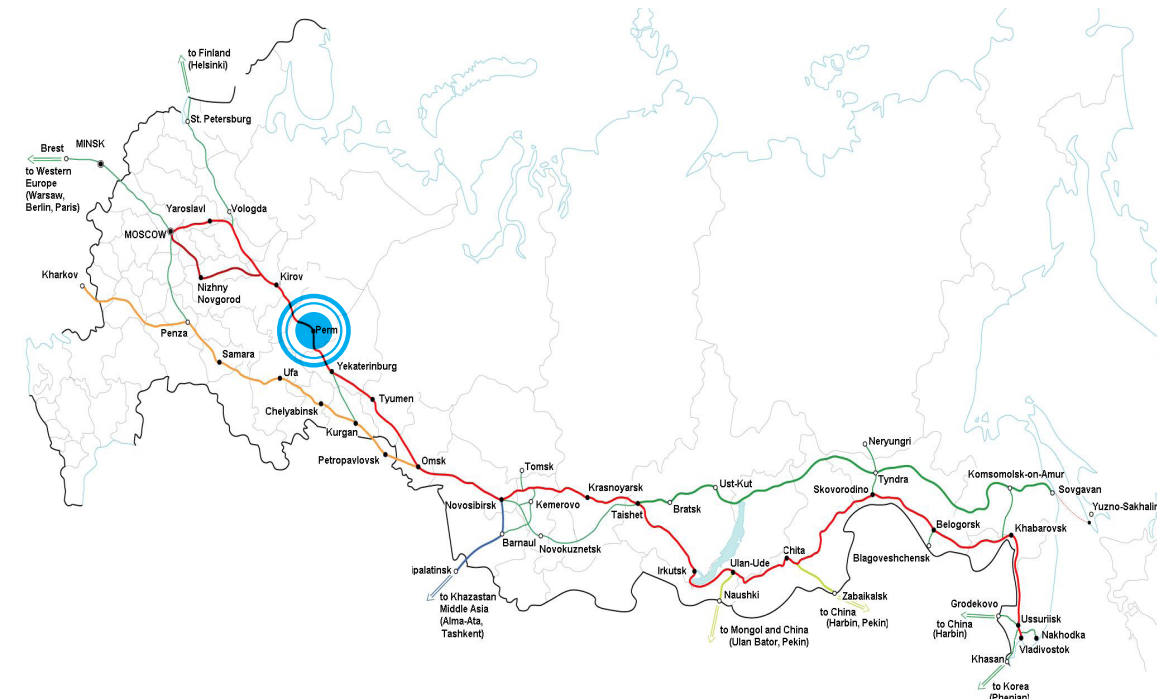 to Finland
(Helsinki)
St. Petersburg
Brest
MINSK
to Western
Europe
(Warsaw,
Berlin, Paris)
Yaroslavl
Vologda
MOSCOW
Kharkov
Kirov
Nizhny
Novgorod
Perm
Penza
Samara
Yekaterinburg
Ufa
Tyumen
Chelyabinsk
Kurgan
Petropavlovsk
Omsk
Tomsk
Krasnoyarsk
Ust-Kut
Neryungri
Tyndra
Komsomolsk-on-Amur
Skovorodino
Sovgavan
Novosibirsk
Kemerovo
Taishet
Bratsk
Yuzno-Sakhalin
Belogorsk
Khabarovsk
Barnaul
Novokuznetsk
Blagoveshchensk
Chita
ipalatinsk
Irkutsk
Ulan-Ude
Naushki
Zabaikalsk
to Khazastan
Middle Asia
(Alma-Ata,
Tashkent)
to China
(Harbin, Pekin)
to Mongol and China
(Ulan Bator, Pekin)
Grodekovo
to China
(Harbin)
Ussuriisk
Nakhodka
Vladivostok
Khasan
to Korea
(Phenian)